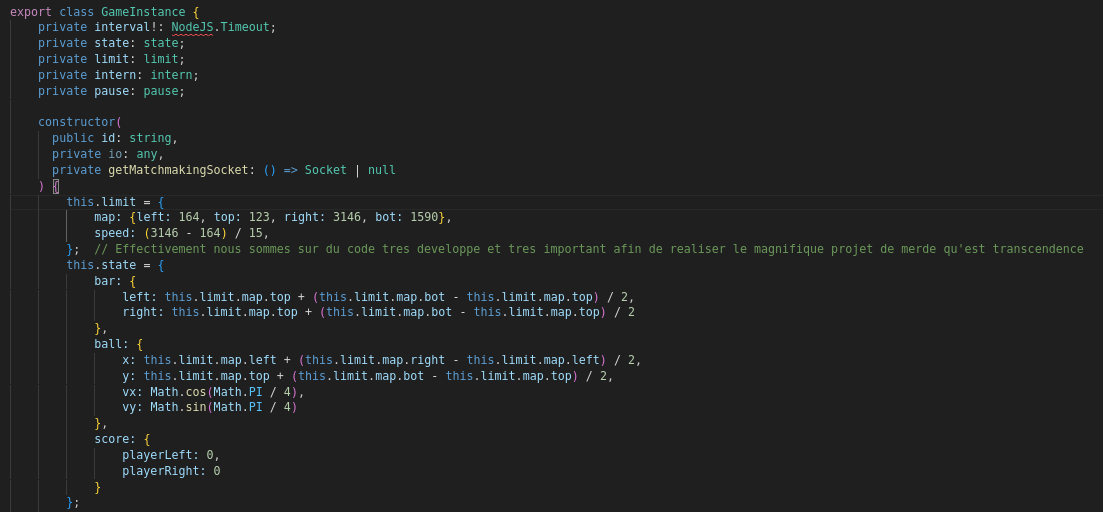 export class GameInstance {
    private interval!: NodeJS.Timeout;
    private state: state;
    private limit: limit;
    private intern: intern;
    private pause: pause;

    constructor(
      public id: string,
      private io: any,
      private getMatchmakingSocket: () => Socket | null
    ) {
        this.limit = {
            map: {left: 164, top: 123, right: 3146, bot: 1590},
            speed: (3146 - 164) / 15,
        };  // Effectivement nous sommes sur du code tres developpe et tres important afin de realiser le magnifique projet de merde qu'est transcendence
        this.state = {
            bar: {
                left: this.limit.map.top + (this.limit.map.bot - this.limit.map.top) / 2,
                right: this.limit.map.top + (this.limit.map.bot - this.limit.map.top) / 2
            },
            ball: {
                x: this.limit.map.left + (this.limit.map.right - this.limit.map.left) / 2,
                y: this.limit.map.top + (this.limit.map.bot - this.limit.map.top) / 2,
                vx: Math.cos(Math.PI / 4),
                vy: Math.sin(Math.PI / 4)
            },
            score: {
                playerLeft: 0,
                playerRight: 0
            }
        };